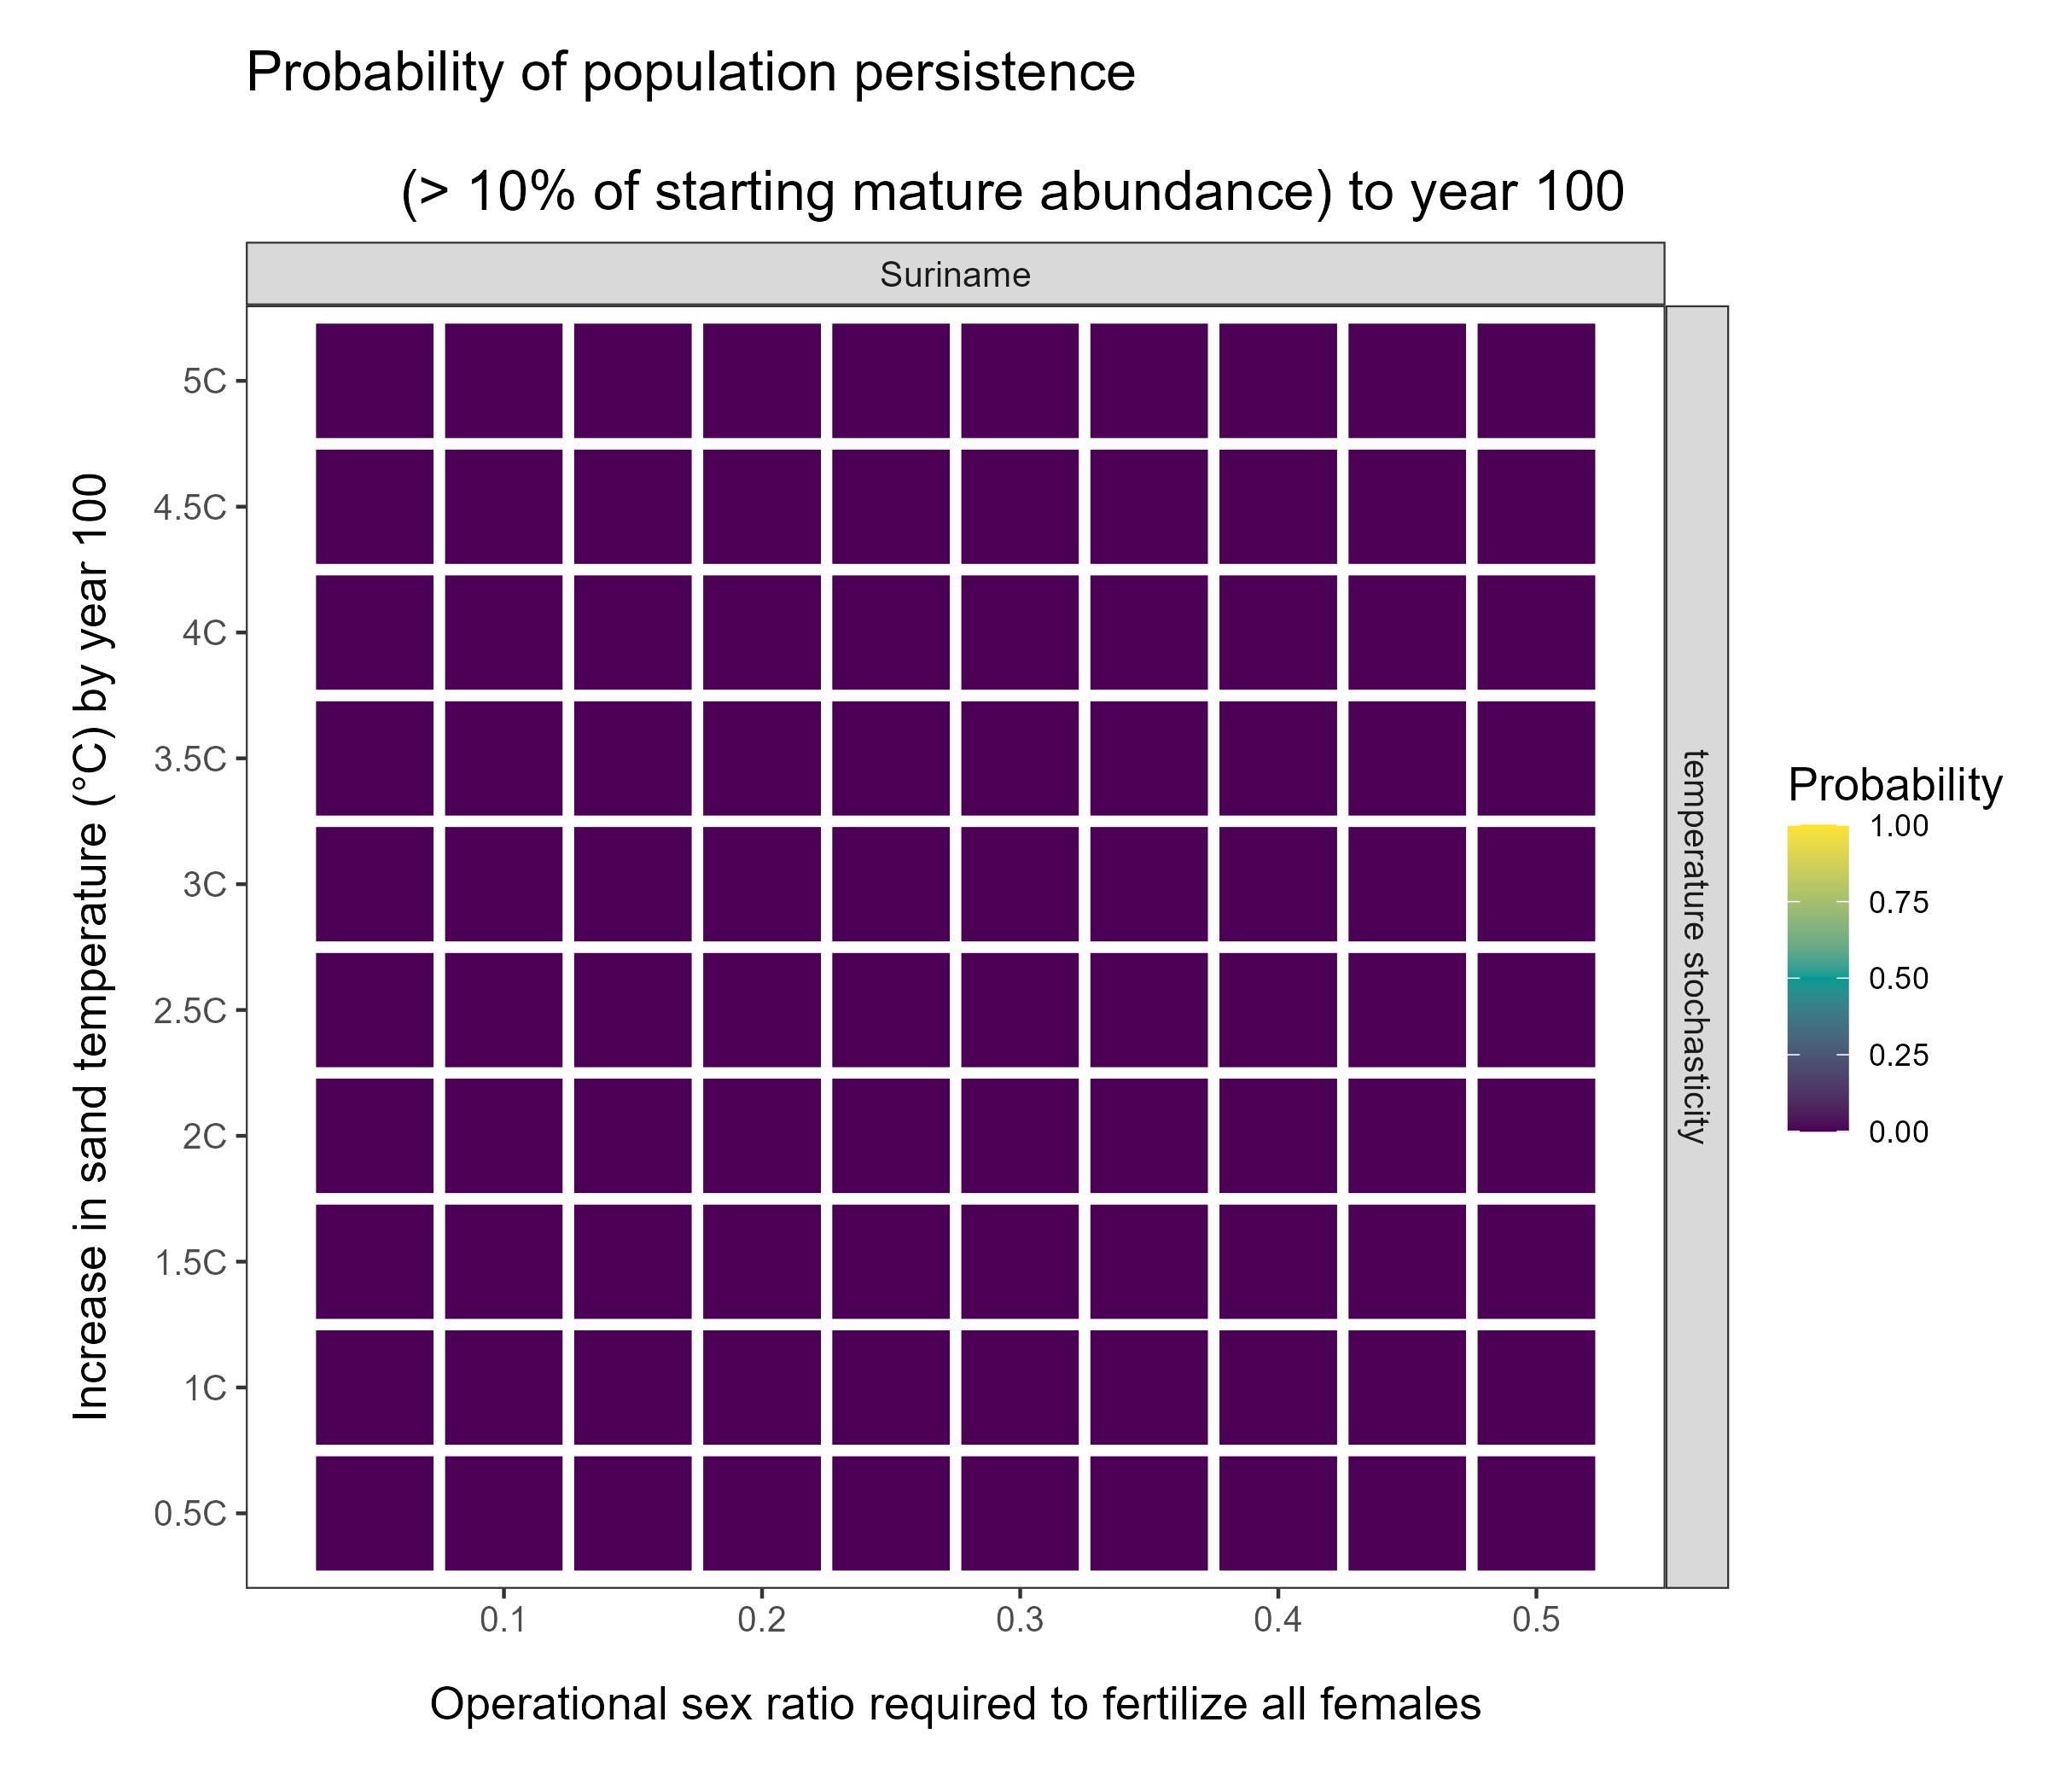 Probability of population persistence
(> 10% of starting mature abundance) to year 100
Suriname
temperature stochasticity
Increase in sand temperature (°C) by year 100
5C
4.5C
4C
3.5C
3C
2.5C
2C
1.5C
1C
0.5C
0.1
0.2
0.3
0.4
0.5
Operational sex ratio required to fertilize all females
Probability
1.00
0.75
0.50
0.25
0.00